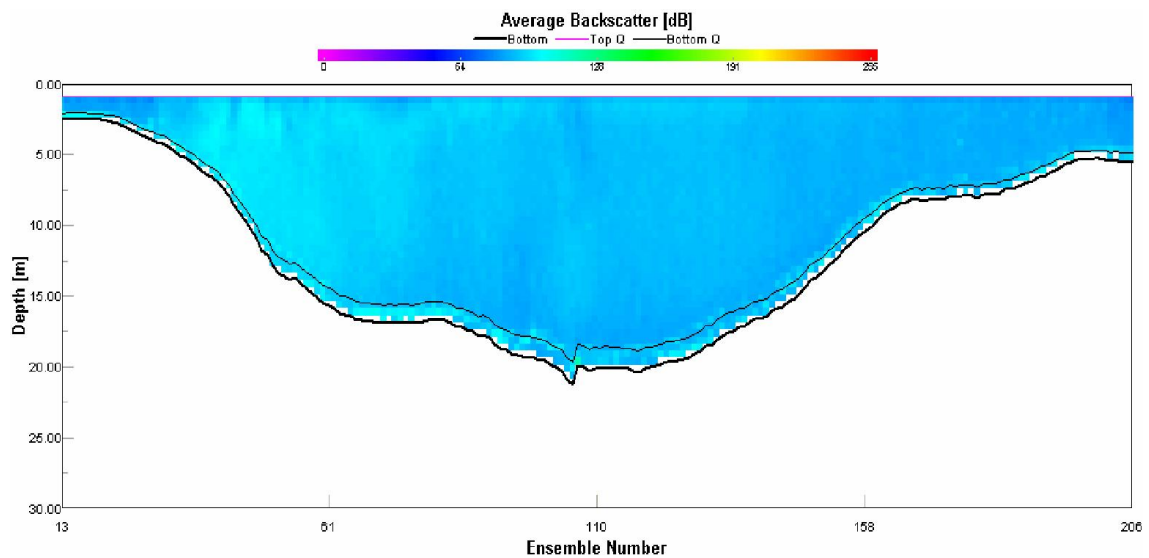 Average Backscatter [dB]
Bottom Top Q Bottom Q
0 64 128 191 255
0.00
5.00
10.00
15.00
20.00
25.00
30.00
Depth [m]
13 61 110 158 206
Ensemble Number